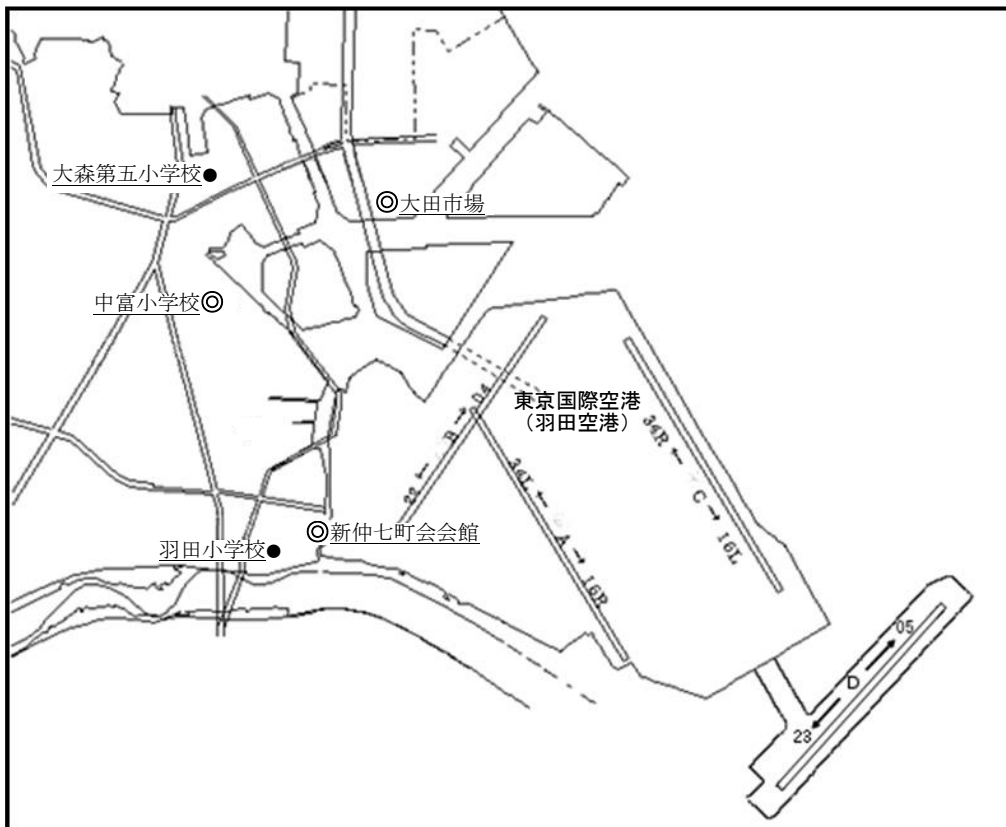 大森第五小学校●
◎大田市場
中富小学校◎
東京国際空港
（羽田空港）
04
← B →
22
34R ← C → 16L
34L ← A → 16R
◎新仲七町会会館
羽田小学校●
05
D
23